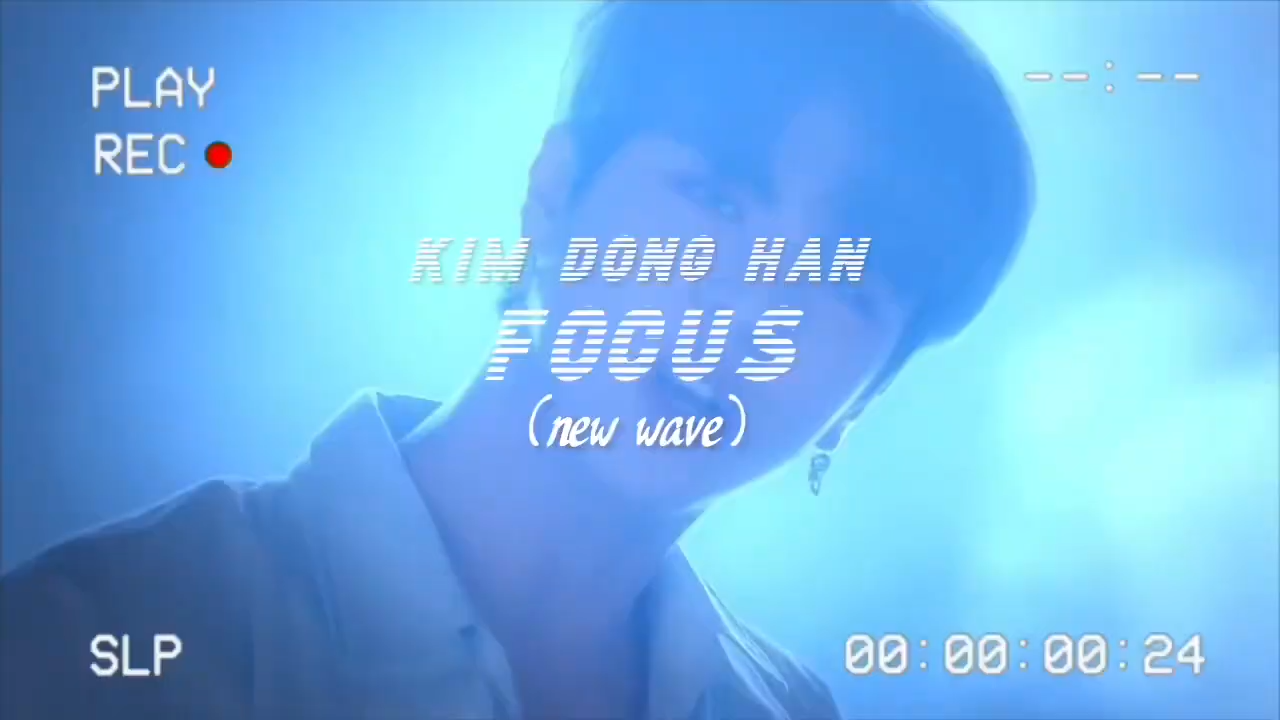 PLAY
--:--
REC
KIM DONG HAN
FOCUS
(new wave)
SLP
00:00:00:24